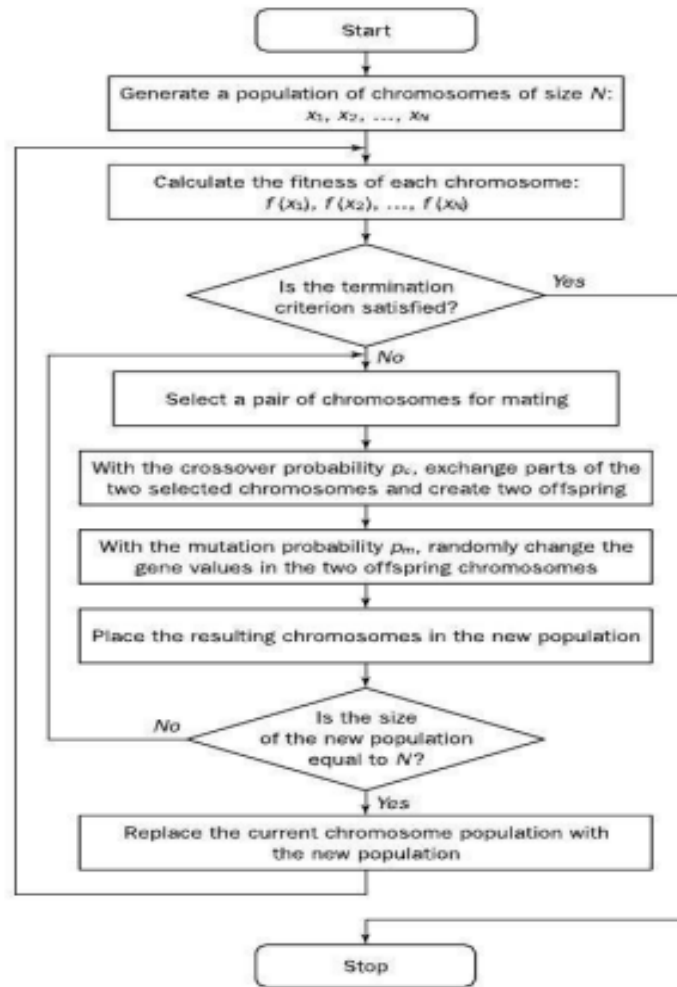 Start
Generate a population of chromosomes of size N:
x₁, x₂, ..., xN
Calculate the fitness of each chromosome:
f (x₁), f (x₂), ..., f (xN)
Is the termination
criterion satisfied?
Yes
No
Select a pair of chromosomes for mating
With the crossover probability pc, exchange parts of the
two selected chromosomes and create two offspring
With the mutation probability pm, randomly change the
gene values in the two offspring chromosomes
Place the resulting chromosomes in the new population
No
Is the size
of the new population
equal to N?
Yes
Replace the current chromosome population with
the new population
Stop